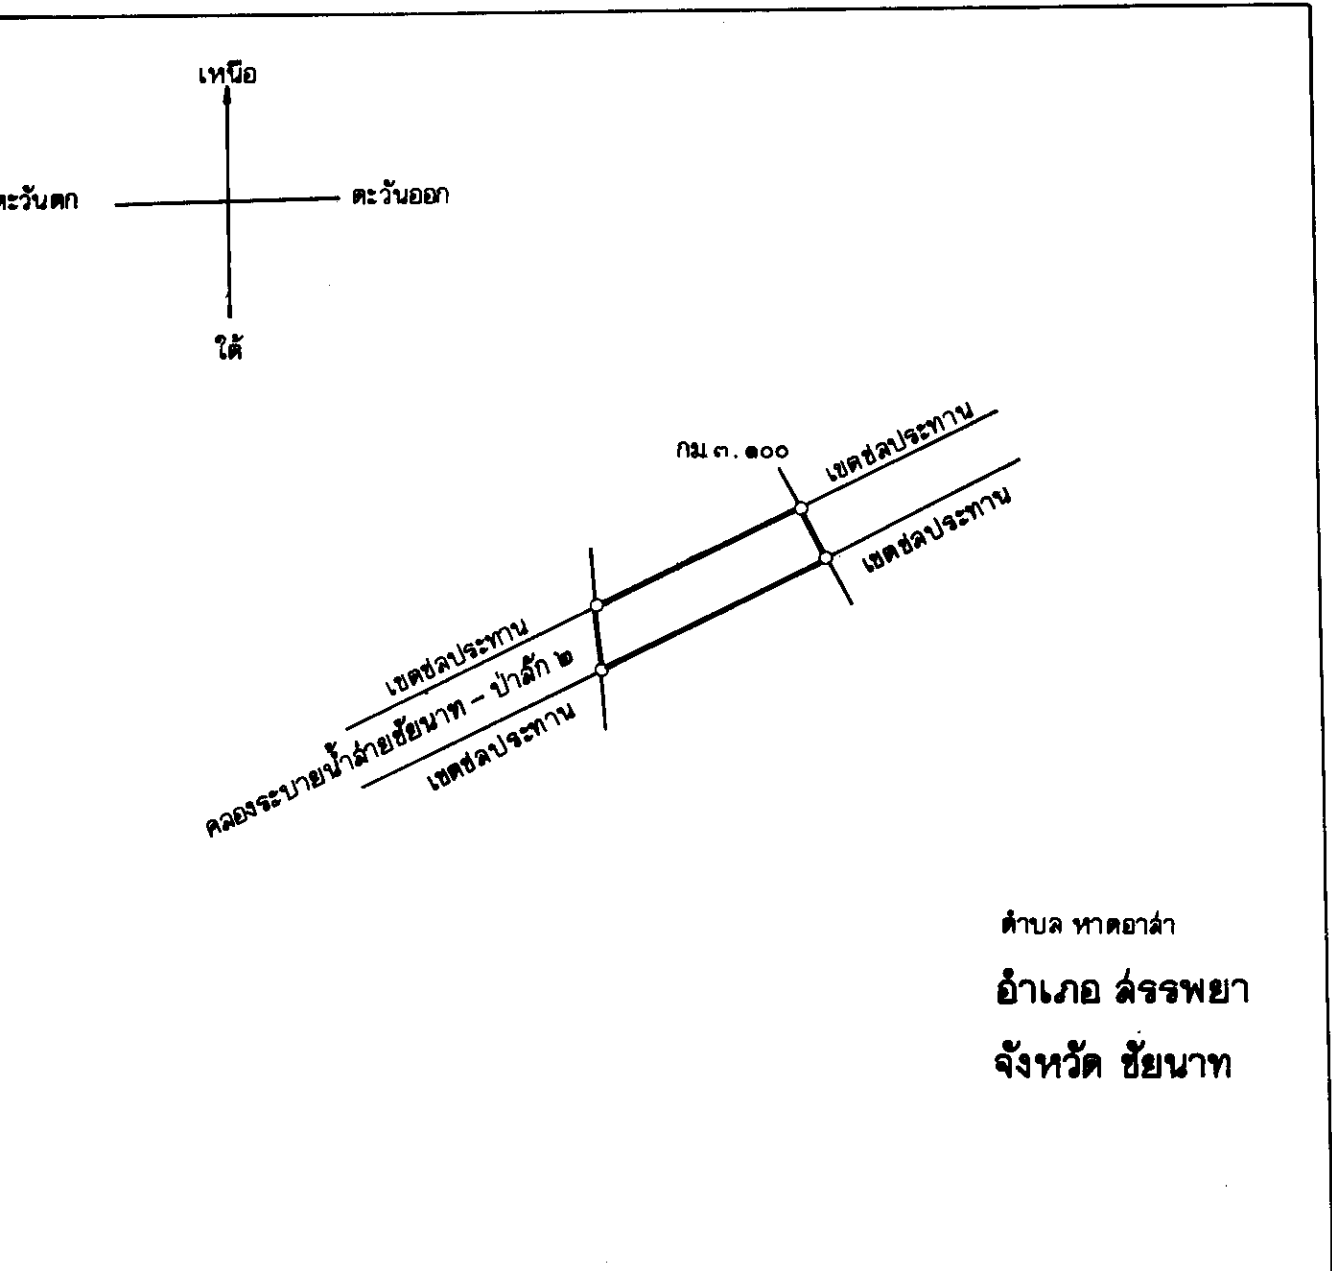 เหนือ
ตะวันตก
ตะวันออก
ใต้
กม ๓.๑๐๐
เขตชลประทาน
เขตชลประทาน
เขตชลประทาน
คลองระบายน้ำสายชัยนาท - ป่าสัก ๒
เขตชลประทาน
ตำบล หาดอาสา
อำเภอ สรรพยา
จังหวัด ชัยนาท